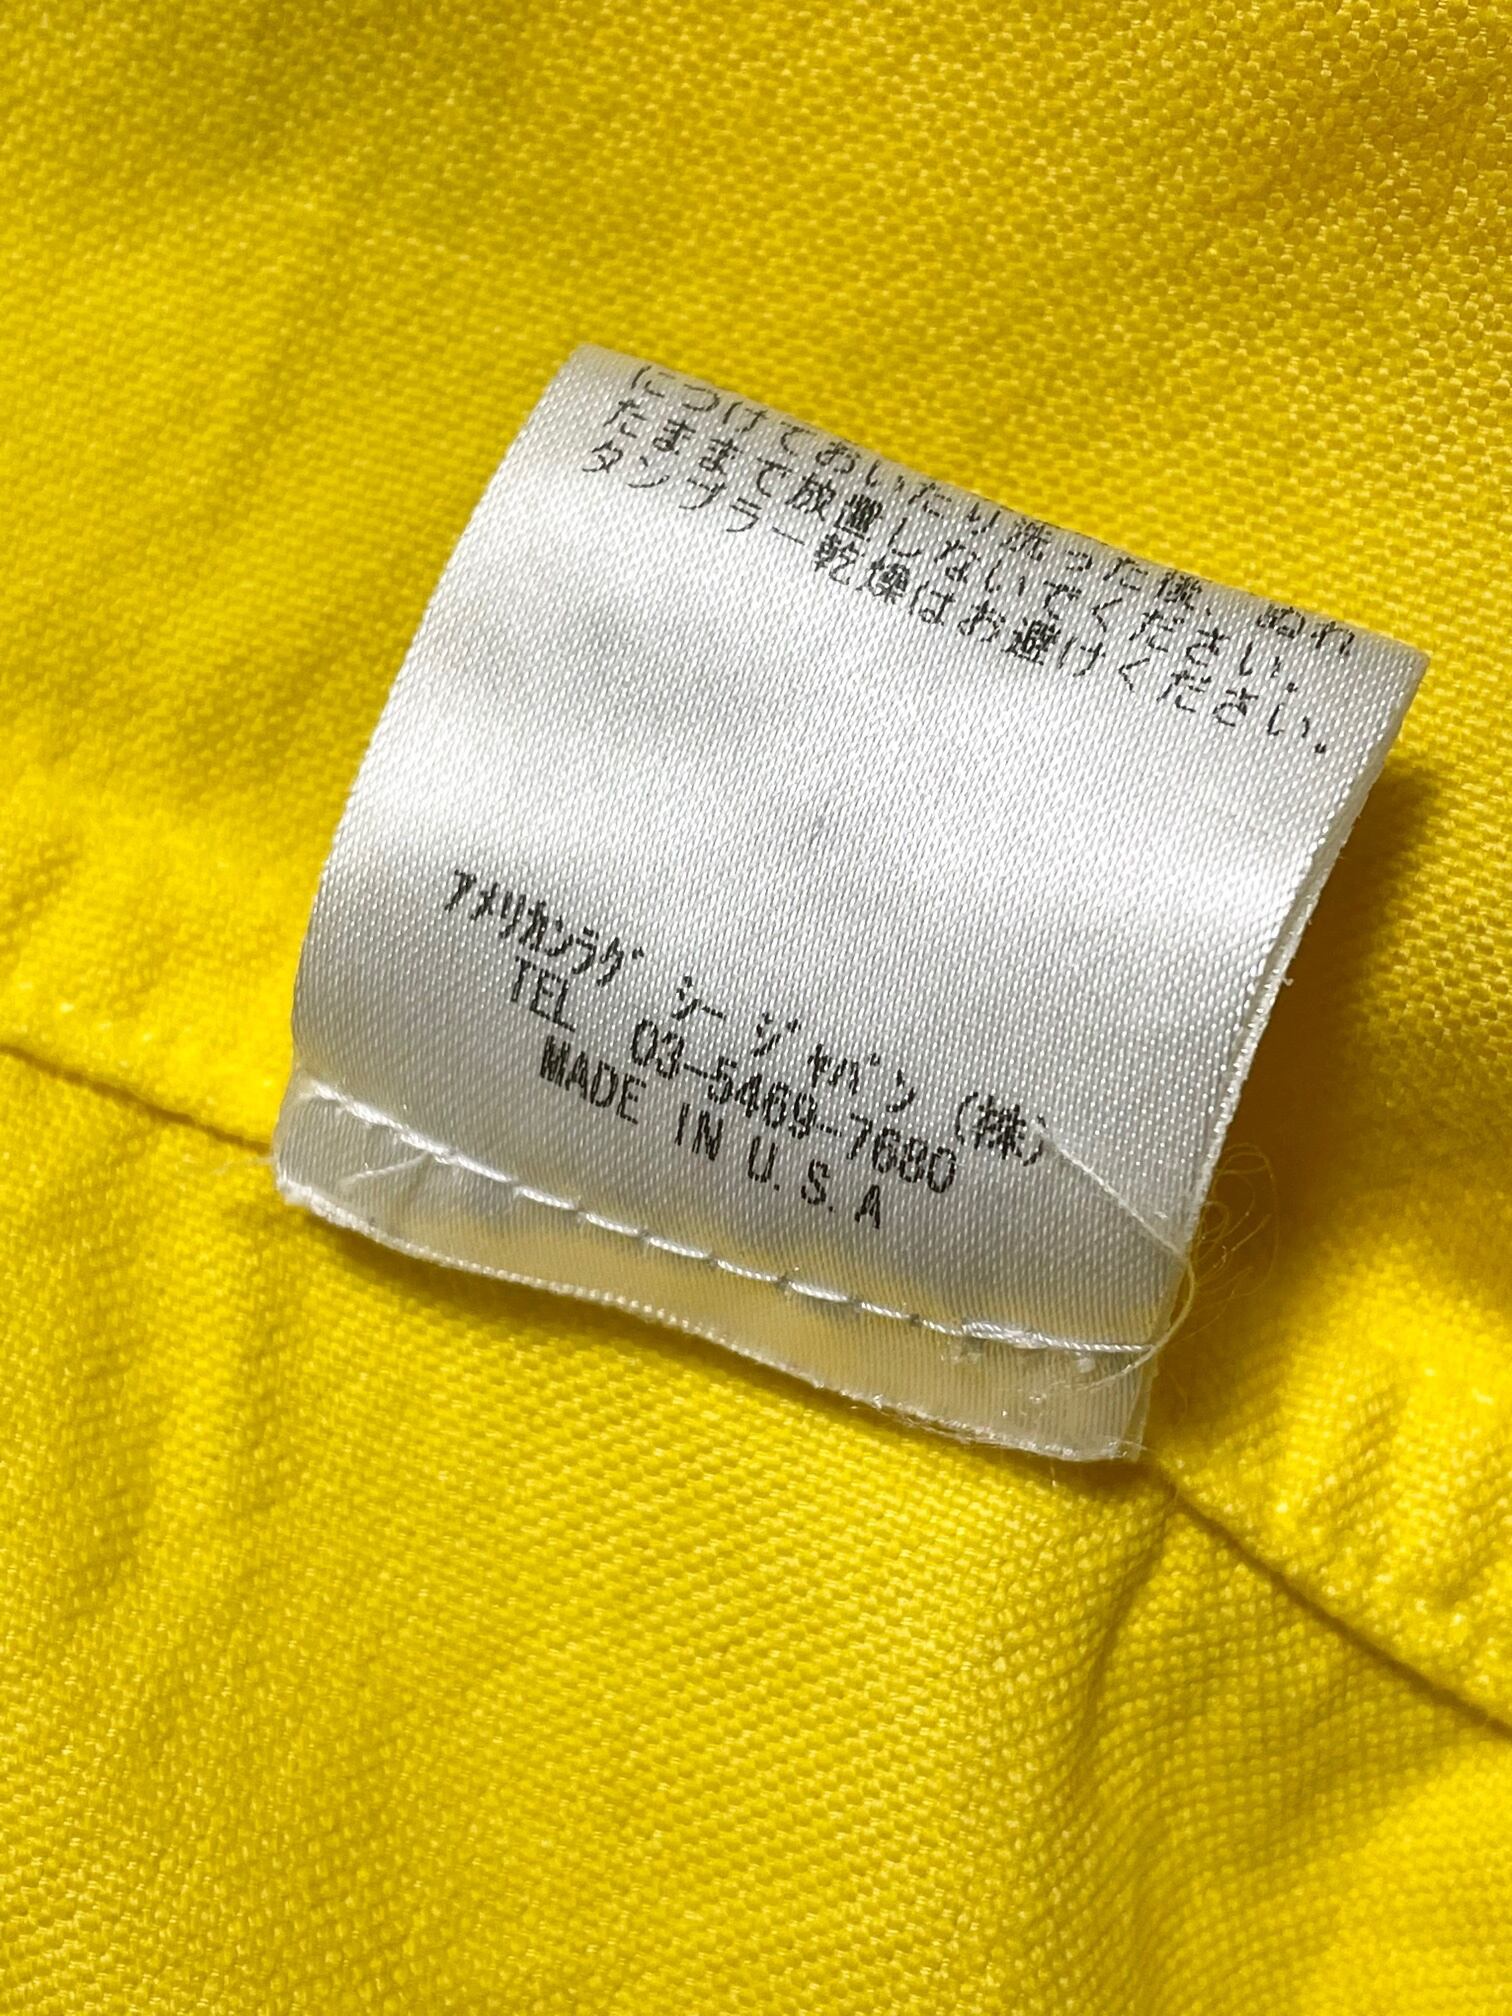 につけておいたり洗った後、ぬれ
たままで放置しないでください。
タンブラー乾燥はお避けください。
アメリカンラグ シー ジャパン (株)
TEL 03-5469-7680
MADE IN U.S.A